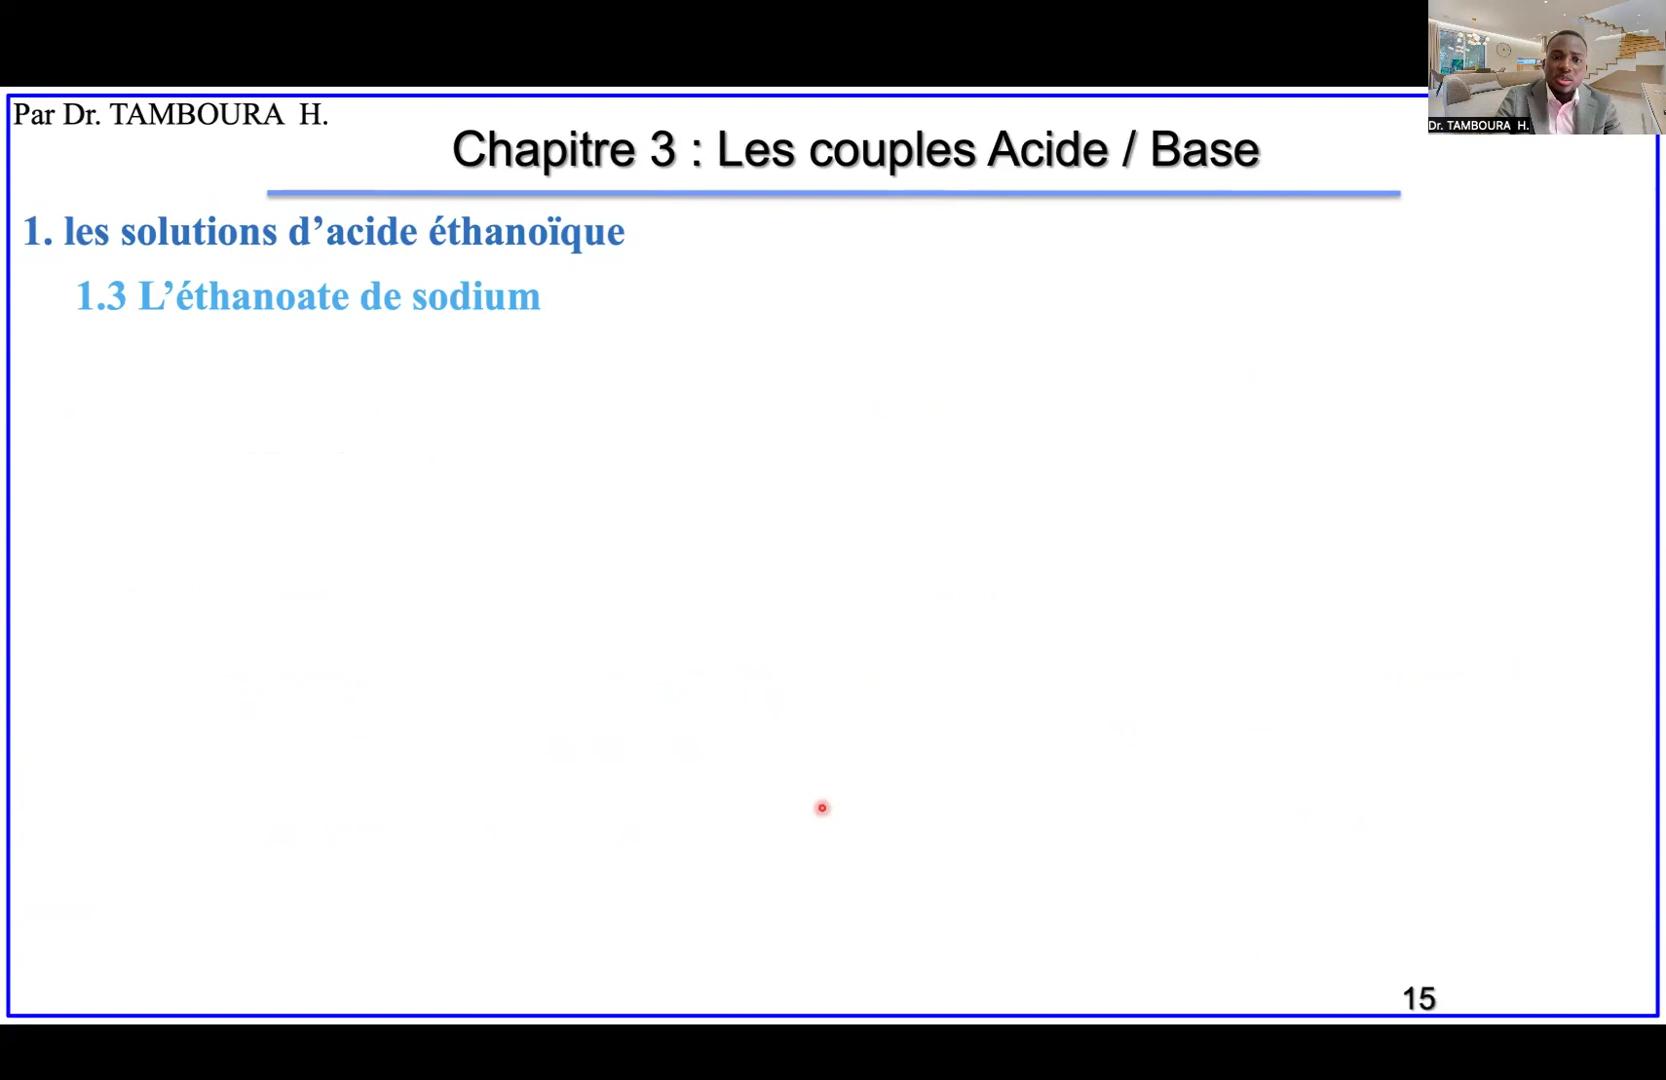 Par Dr. TAMBOURA H.
Dr. TAMBOURA H.
Chapitre 3 : Les couples Acide / Base
1. les solutions d’acide éthanoïque
1.3 L’éthanoate de sodium
15